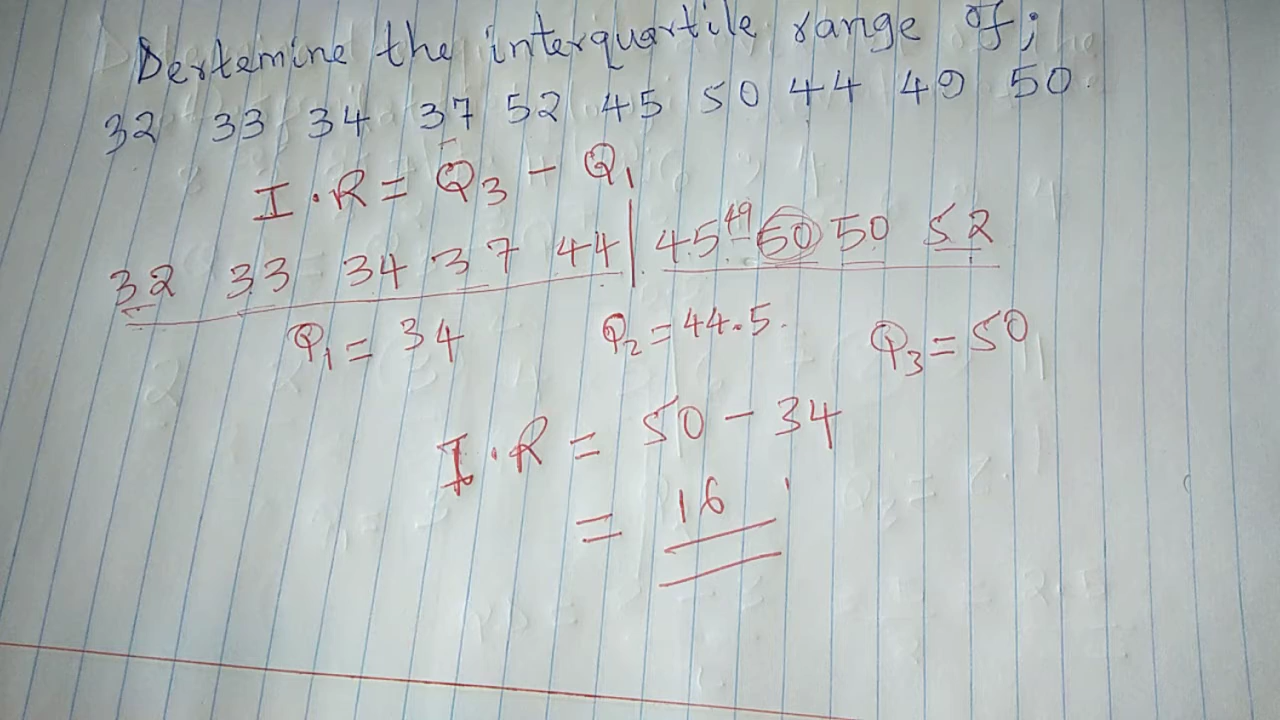 Dertemine the interquartile range of;
32 33 34 37 52 45 50 44 49 50
I.R = Q3 - Q1
32 33 34 37 44 | 45 49 50 50 52
Q1 = 34 Q2 = 44.5. Q3 = 50
I.R = 50 - 34
= 16